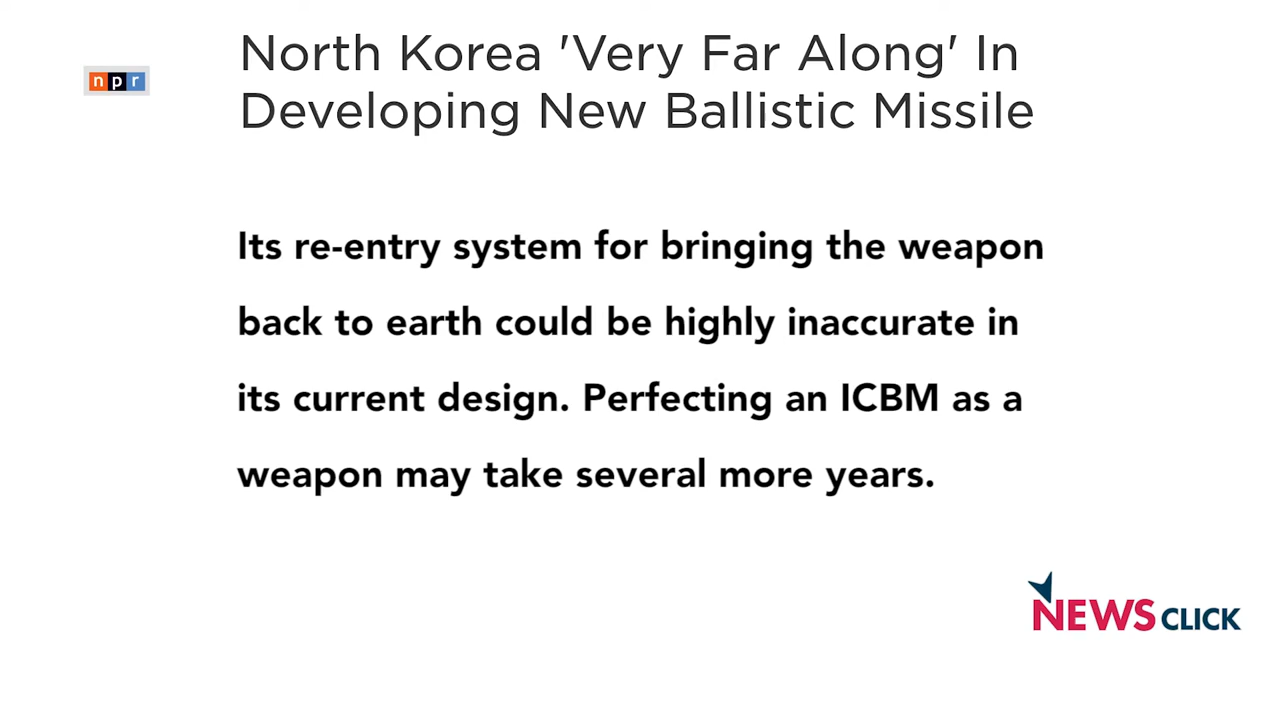 npr
North Korea 'Very Far Along' In
Developing New Ballistic Missile
Its re-entry system for bringing the weapon
back to earth could be highly inaccurate in
its current design. Perfecting an ICBM as a
weapon may take several more years.
NEWSCLICK